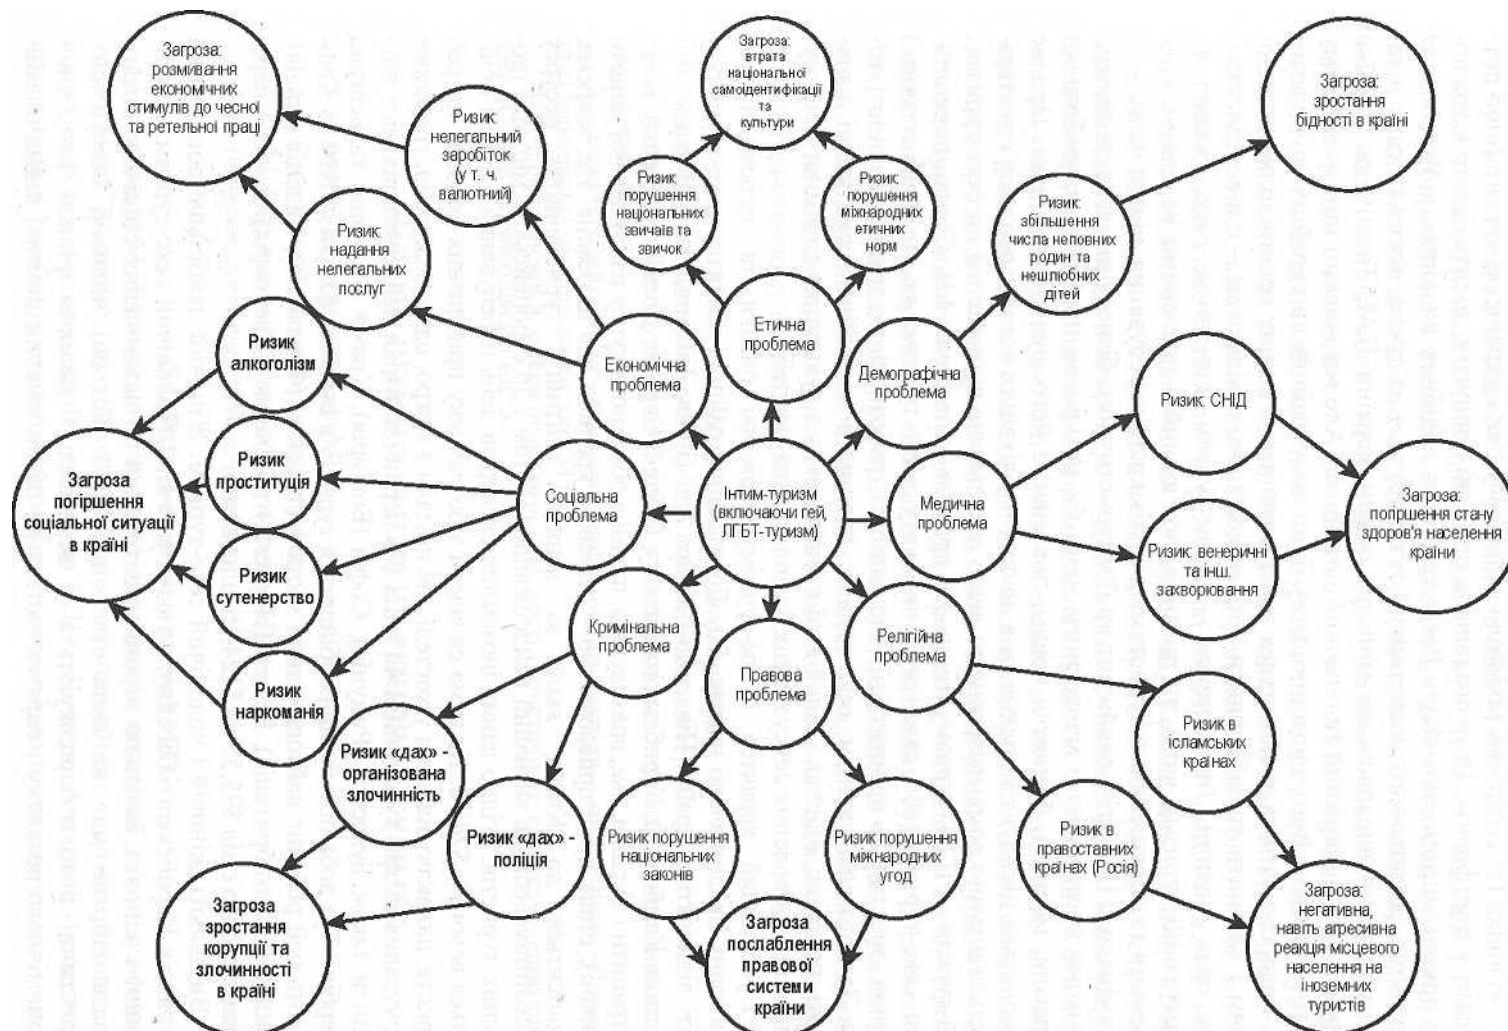 Загроза:
розмивання
економічних
стимулів до чесної
та ретельної праці
Ризик:
нелегальний
заробіток
(у т. ч.
валютний)
Ризик:
надання
нелегальних
послуг
Загроза:
втрата
національної
самоідентифікації
та
культури
Ризик:
порушення
національних
звичаїв та
звичок
Ризик:
порушення
міжнародних
етичних
норм
Ризик:
збільшення
числа неповних
родин та
нешлюбних
дітей
Загроза:
зростання
бідності в країні
Ризик
алкоголізм
Економічна
проблема
Етична
проблема
Демографічна
проблема
Ризик: СНІД
Загроза
погіршення
соціальної ситуації
в країні
Ризик
проституція
Соціальна
проблема
Інтим-туризм
(включаючи гей,
ЛГБТ-туризм)
Медична
проблема
Загроза:
погіршення стану
здоров'я населення
країни
Ризик
сутенерство
Ризик: венеричні
та інш.
захворювання
Ризик
наркоманія
Кримінальна
проблема
Правова
проблема
Релігійна
проблема
Ризик в
ісламських
країнах
Ризик «дах» -
організована
злочинність
Ризик «дах» -
поліція
Ризик порушення
національних
законів
Ризик порушення
міжнародних
угод
Ризик в
правоставних
країнах (Росія)
Загроза
зростання
корупції та
злочинності
в країні
Загроза
послаблення
правової
системи
країни
Загроза:
негативна,
навіть агресивна
реакція місцевого
населення на
іноземних
туристів